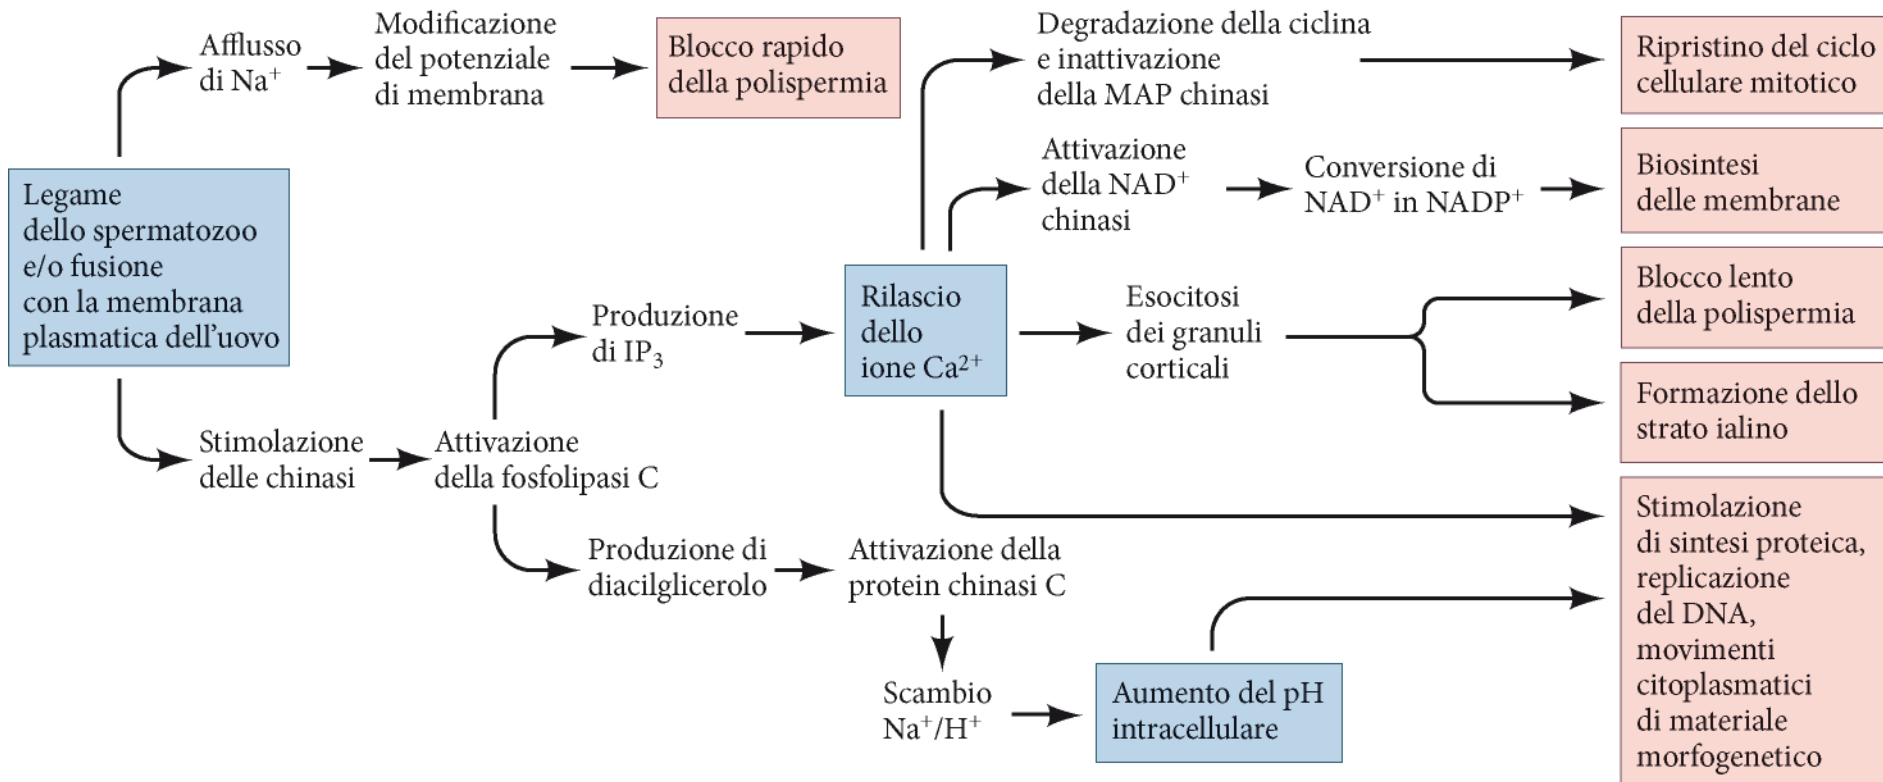 Afflusso
di Na⁺
Modificazione
del potenziale
di membrana
Blocco rapido
della polispermia
Degradazione della ciclina
e inattivazione
della MAP chinasi
Ripristino del ciclo
cellulare mitotico
Attivazione
della NAD⁺
chinasi
Conversione di
NAD⁺ in NADP⁺
Biosintesi
delle membrane
Legame
dello spermatozoo
e/o fusione
con la membrana
plasmatica dell'uovo
Produzione
di IP₃
Rilascio
dello
ione Ca²⁺
Esocitosi
dei granuli
corticali
Blocco lento
della polispermia
Formazione dello
strato ialino
Stimolazione
delle chinasi
Attivazione
della fosfolipasi C
Produzione di
diacilglicerolo
Attivazione della
protein chinasi C
Scambio
Na⁺/H⁺
Aumento del pH
intracellulare
Stimolazione
di sintesi proteica,
replicazione
del DNA,
movimenti
citoplasmatici
di materiale
morfogenetico